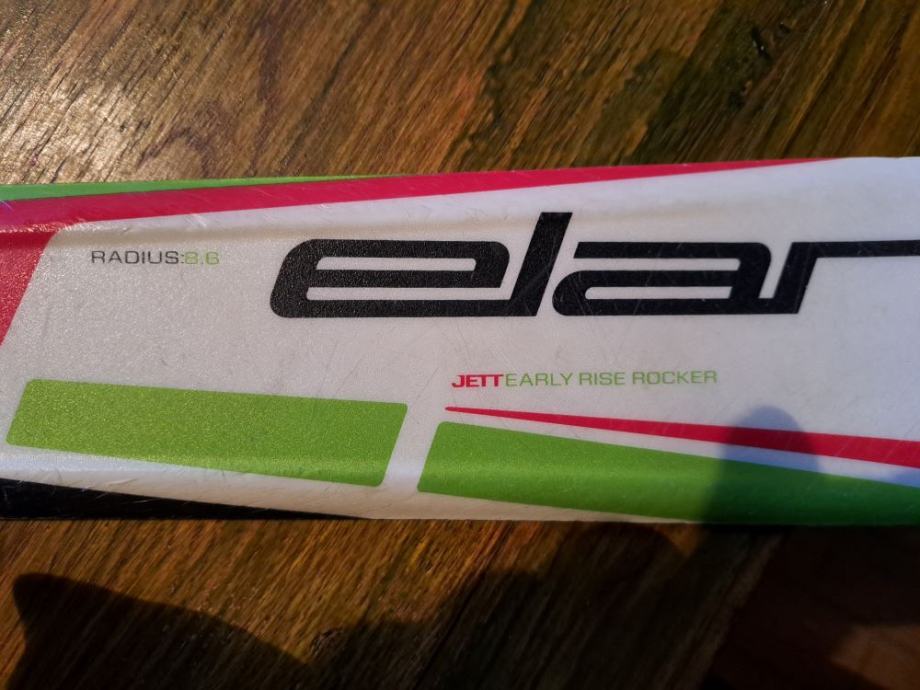 RADIUS:8.6
elan
JETT EARLY RISE ROCKER